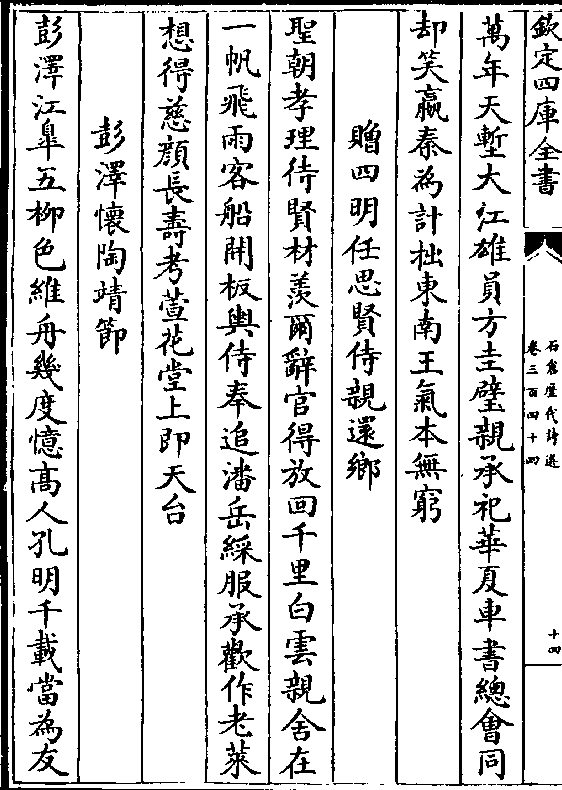 欽定四庫全書
石倉歷代詩選
卷三百四十四
十四
萬年天塹大江雄員方圭璧親承祀華夏車書總會同
却笑嬴秦為計拙東南王氣本無窮
贈四明任思賢侍親還鄉
聖朝孝理待賢材羨爾辭官得放回千里白雲親舍在
一帆飛雨客船開板輿侍奉追潘岳綵服承歡作老萊
想得慈顔長壽考萱花堂上即天台
彭澤懷陶靖節
彭澤江臯五柳色維舟幾度憶高人孔明千載當為友